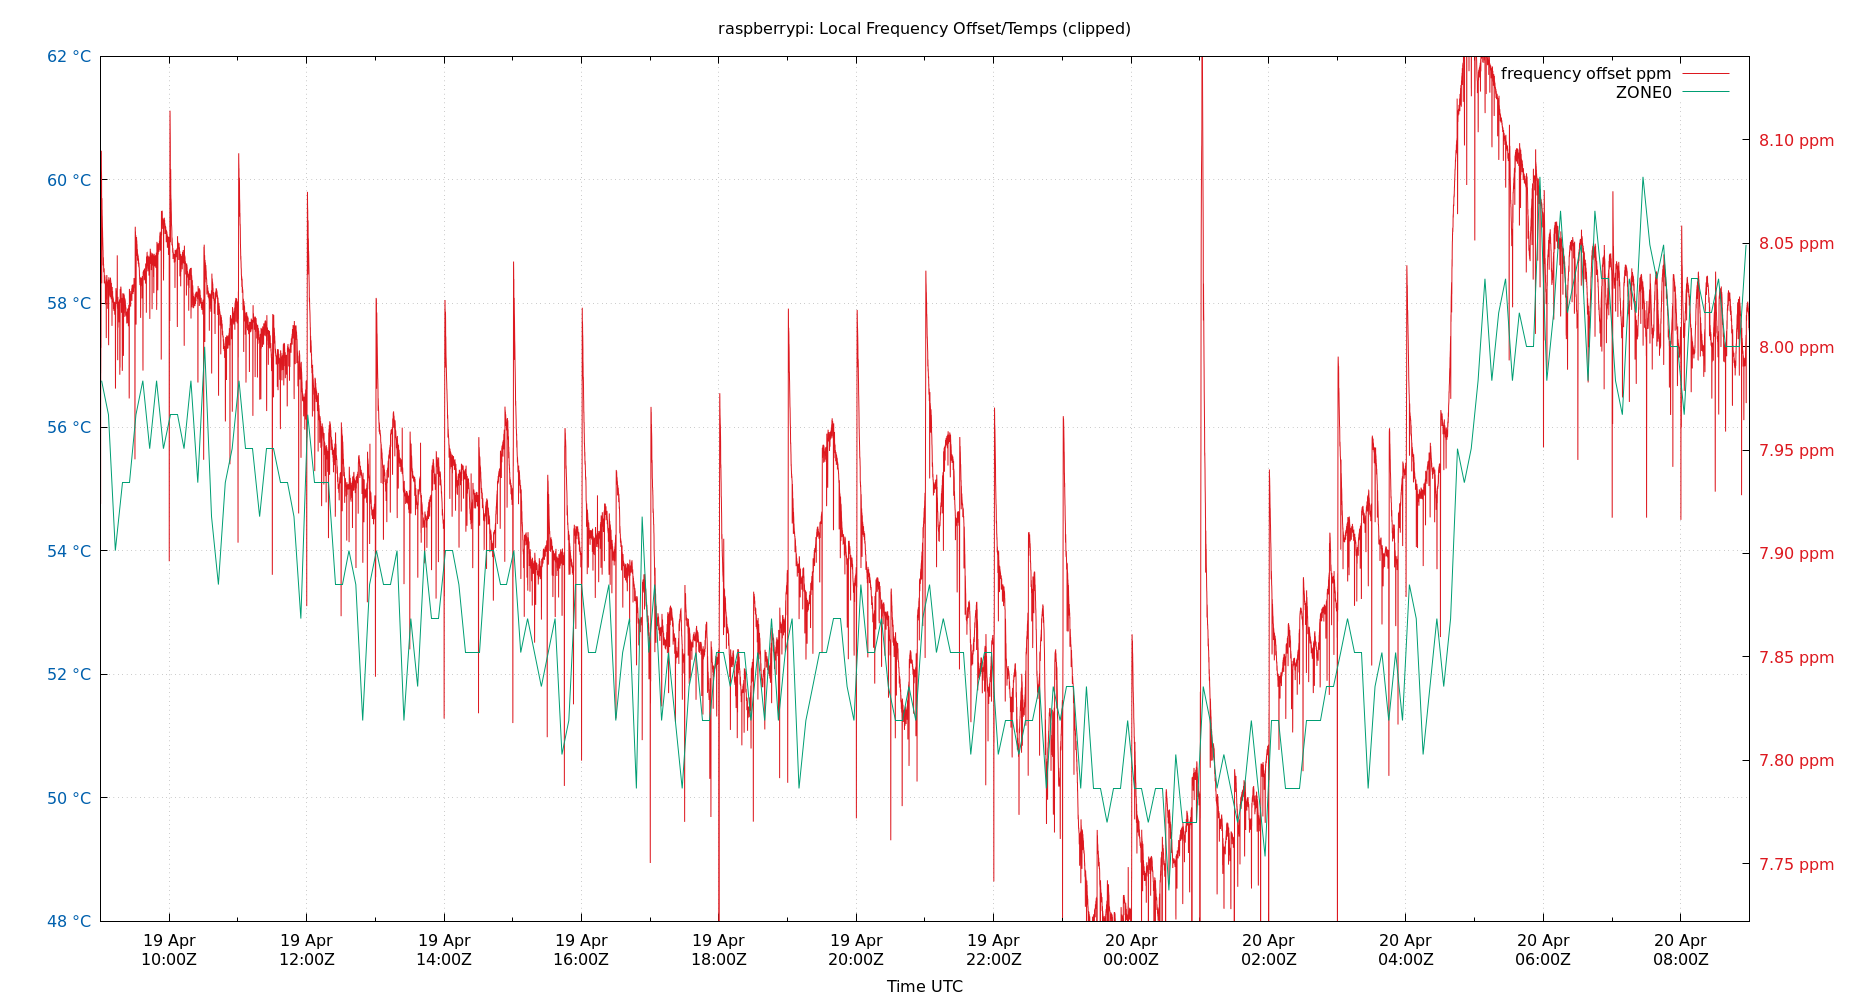 raspberrypi: Local Frequency Offset/Temps (clipped)
62 °C
60 °C
58 °C
56 °C
54 °C
52 °C
50 °C
48 °C
frequency offset ppm
ZONE0
8.10 ppm
8.05 ppm
8.00 ppm
7.95 ppm
7.90 ppm
7.85 ppm
7.80 ppm
7.75 ppm
19 Apr 19 Apr 19 Apr 19 Apr 19 Apr 19 Apr 19 Apr 20 Apr 20 Apr 20 Apr 20 Apr 20 Apr
10:00Z 12:00Z 14:00Z 16:00Z 18:00Z 20:00Z 22:00Z 00:00Z 02:00Z 04:00Z 06:00Z 08:00Z
Time UTC